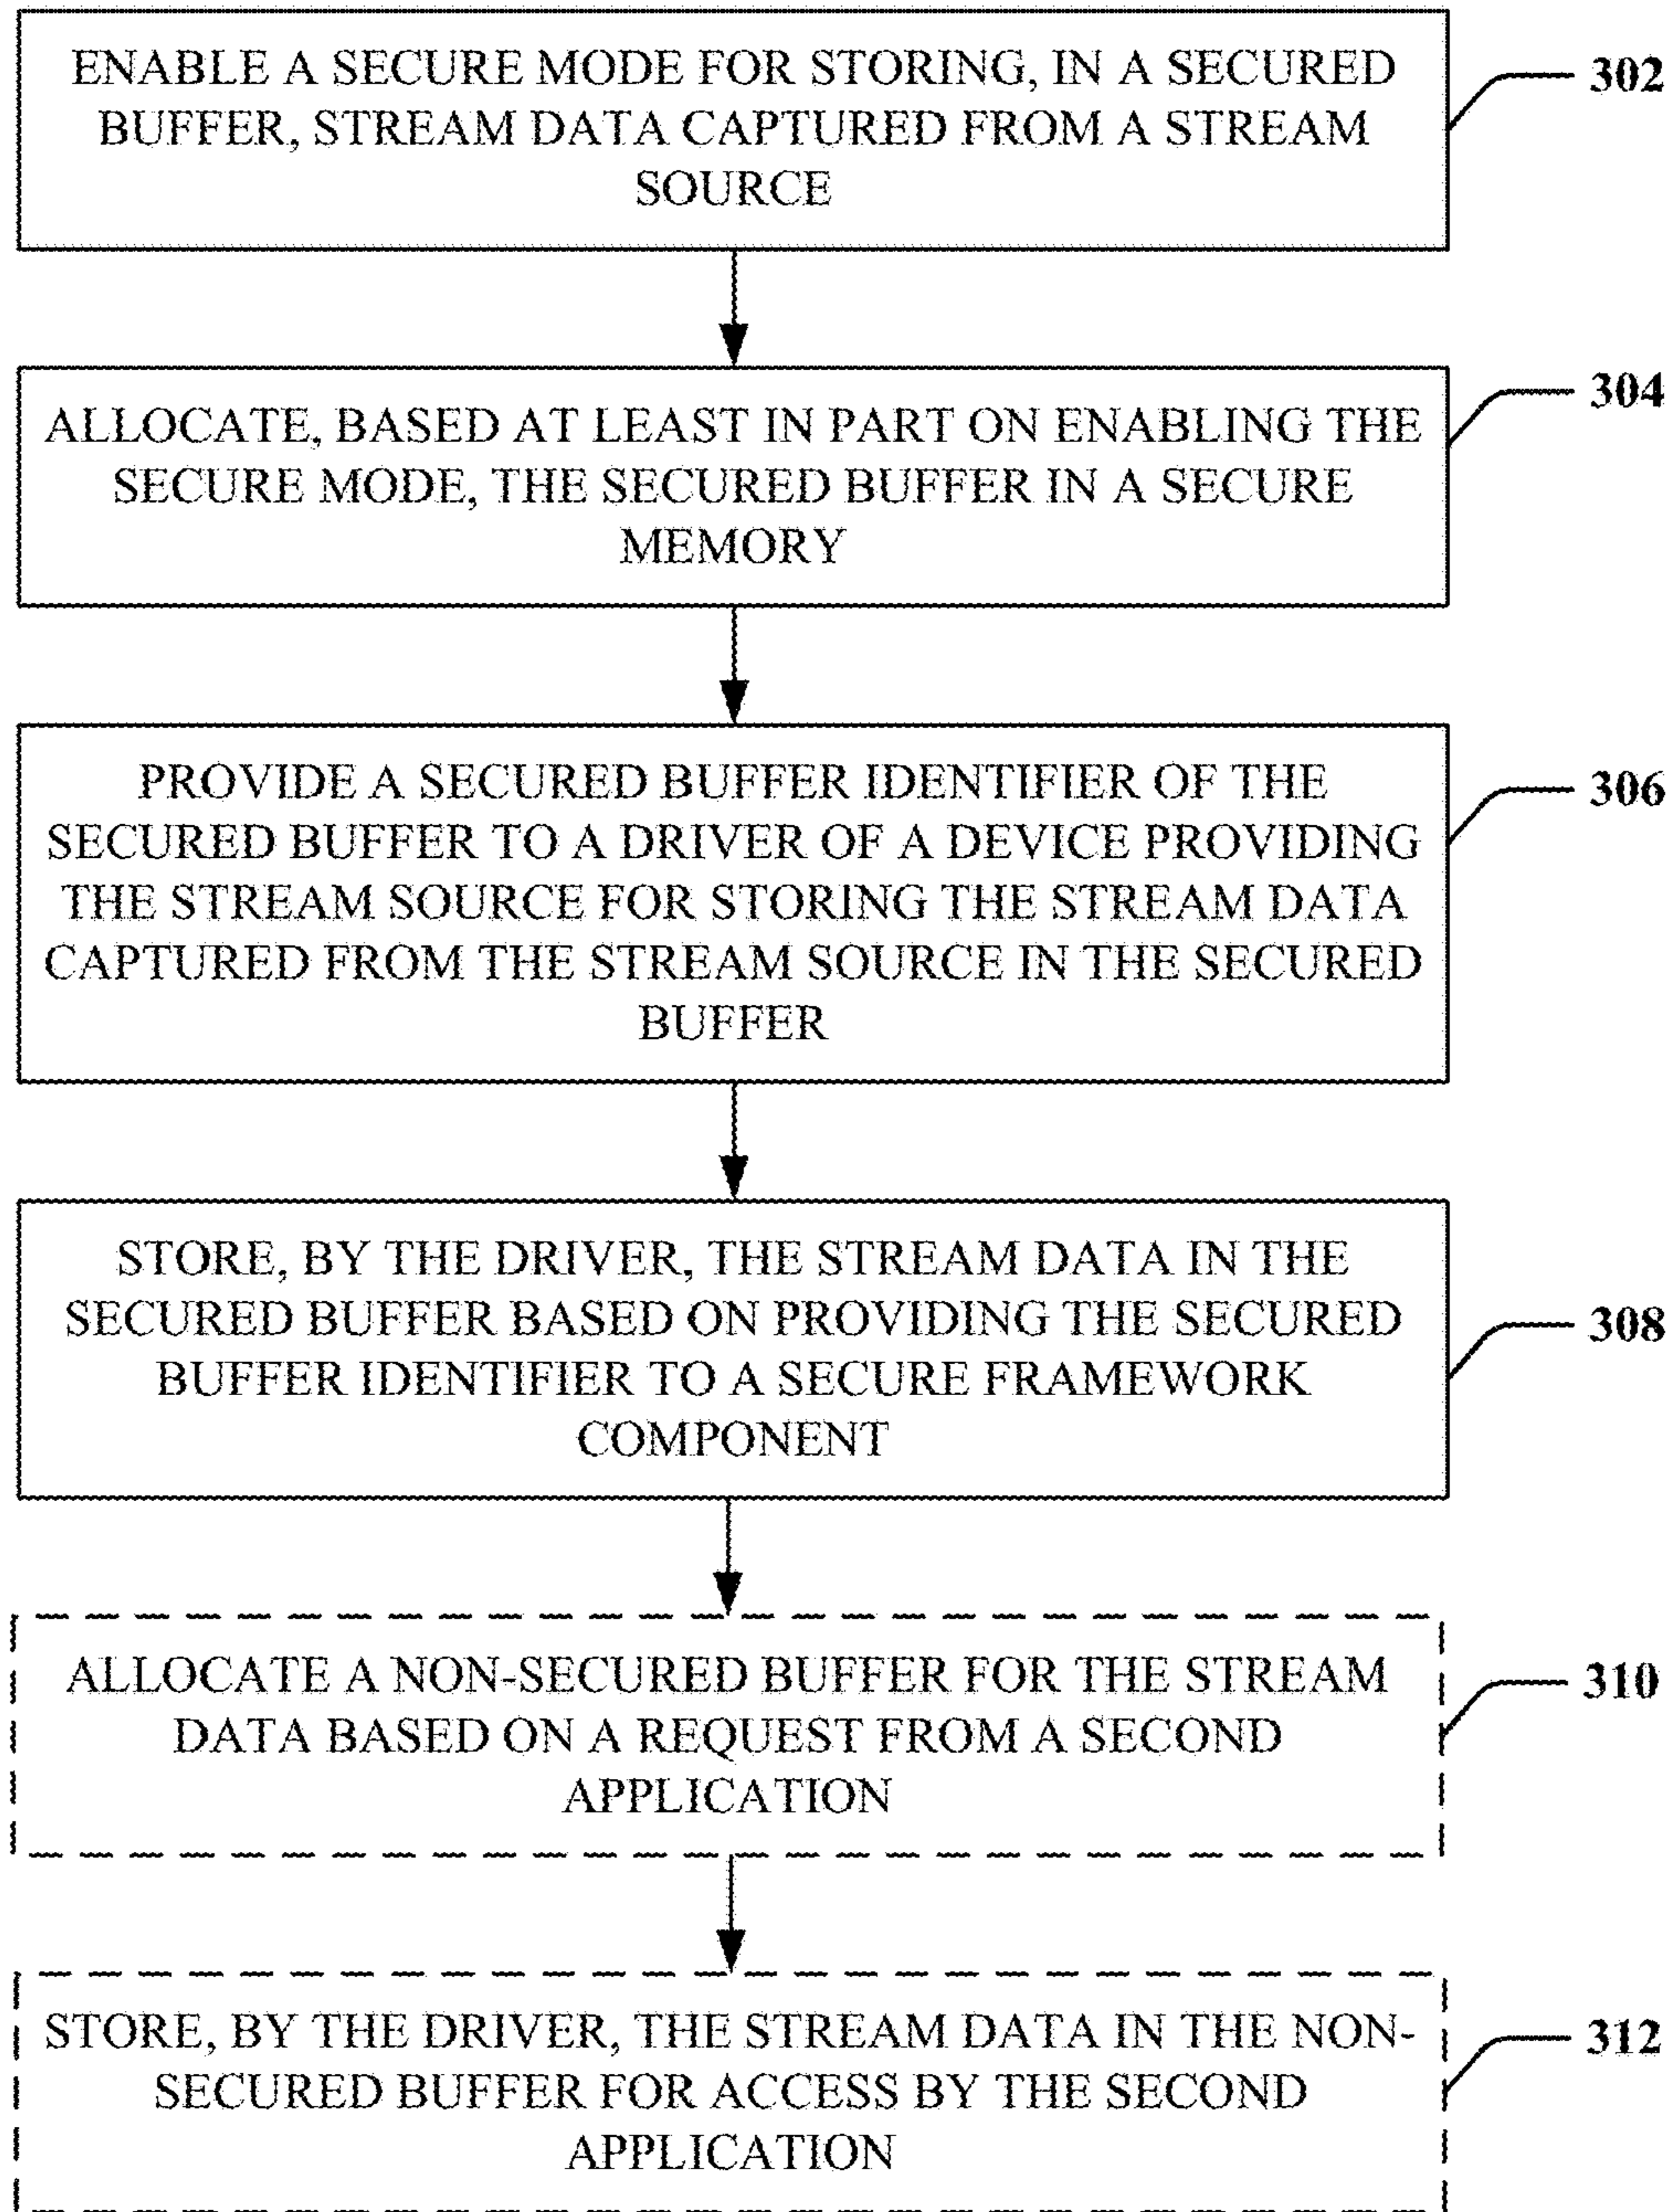 ENABLE A SECURE MODE FOR STORING, IN A SECURED
BUFFER, STREAM DATA CAPTURED FROM A STREAM
SOURCE
302
ALLOCATE, BASED AT LEAST IN PART ON ENABLING THE
SECURE MODE, THE SECURED BUFFER IN A SECURE
MEMORY
304
PROVIDE A SECURED BUFFER IDENTIFIER OF THE
SECURED BUFFER TO A DRIVER OF A DEVICE PROVIDING
THE STREAM SOURCE FOR STORING THE STREAM DATA
CAPTURED FROM THE STREAM SOURCE IN THE SECURED
BUFFER
306
STORE, BY THE DRIVER, THE STREAM DATA IN THE
SECURED BUFFER BASED ON PROVIDING THE SECURED
BUFFER IDENTIFIER TO A SECURE FRAMEWORK
COMPONENT
308
ALLOCATE A NON-SECURED BUFFER FOR THE STREAM
DATA BASED ON A REQUEST FROM A SECOND
APPLICATION
310
STORE, BY THE DRIVER, THE STREAM DATA IN THE NON-
SECURED BUFFER FOR ACCESS BY THE SECOND
APPLICATION
312